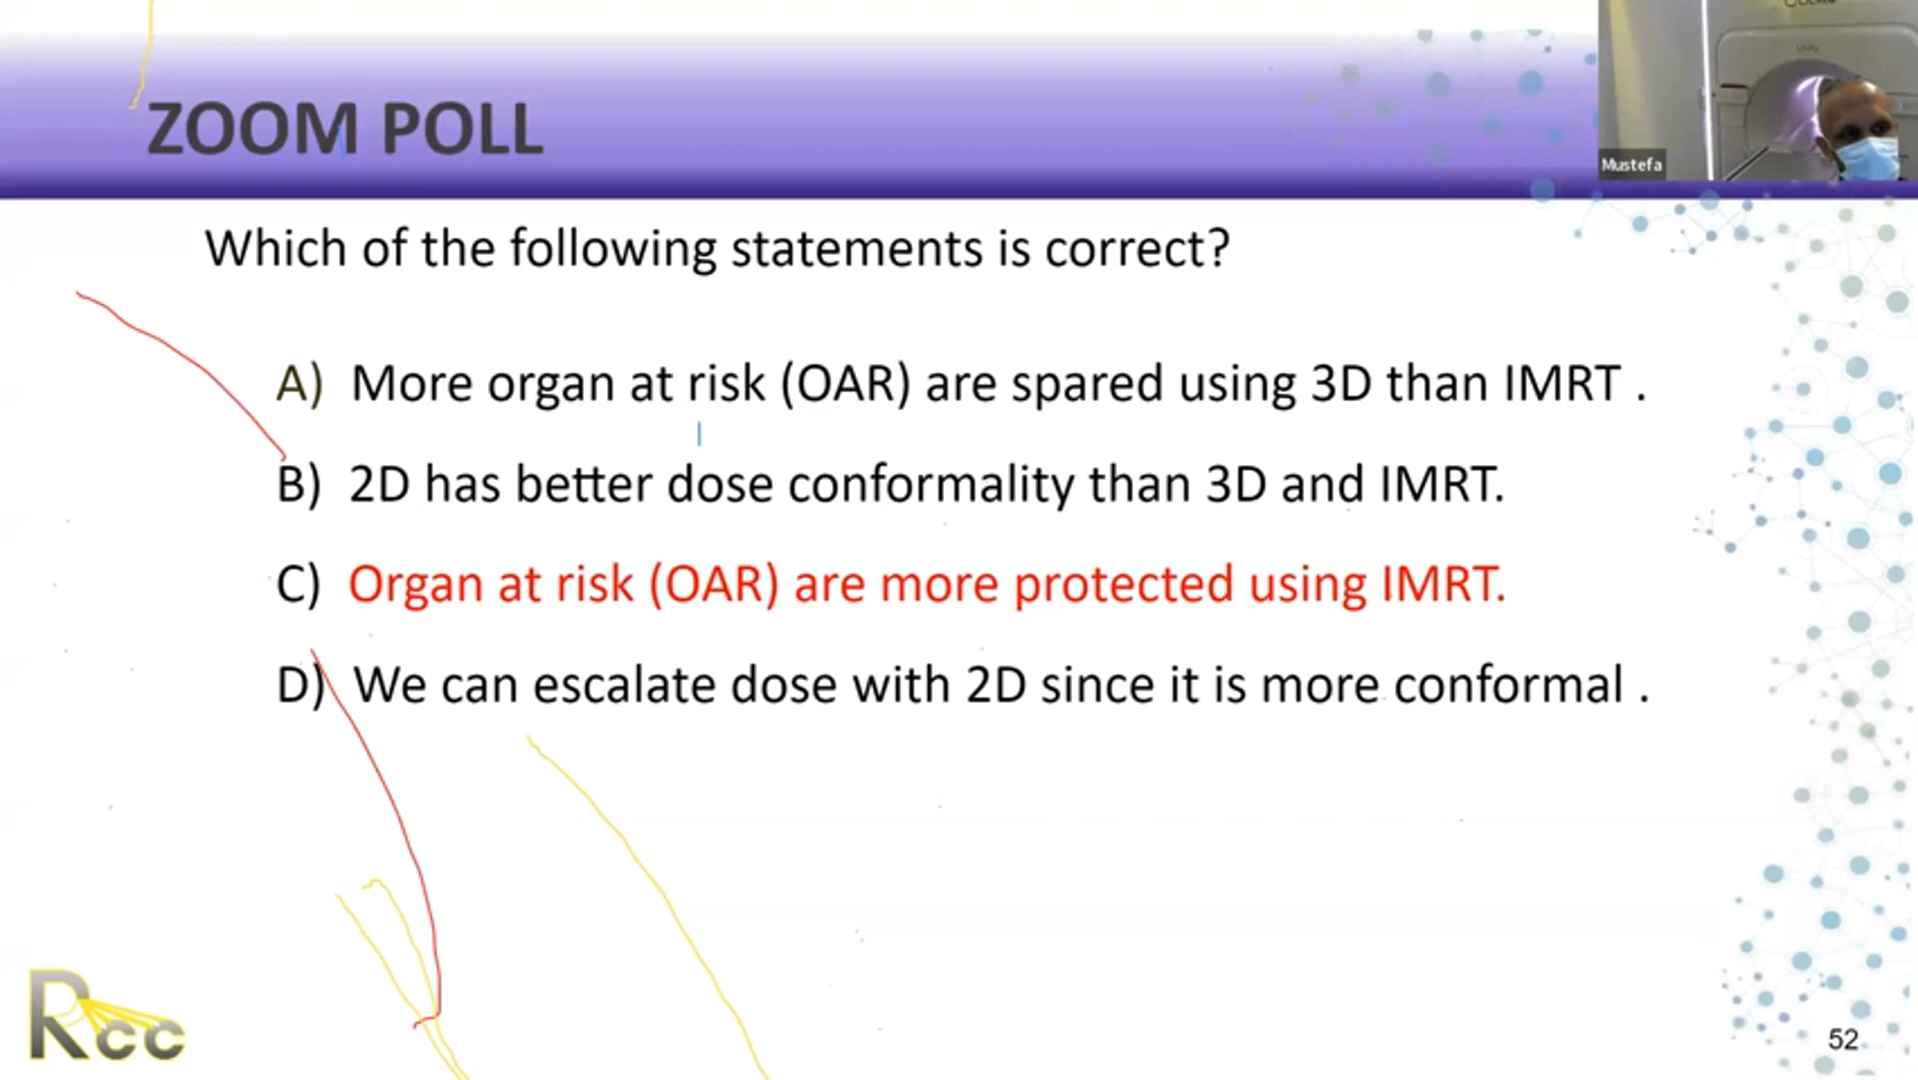 ZOOM POLL
Mustefa
Unity
Which of the following statements is correct?
A) More organ at risk (OAR) are spared using 3D than IMRT .
B) 2D has better dose conformality than 3D and IMRT.
C) Organ at risk (OAR) are more protected using IMRT.
D) We can escalate dose with 2D since it is more conformal .
Rcc
52